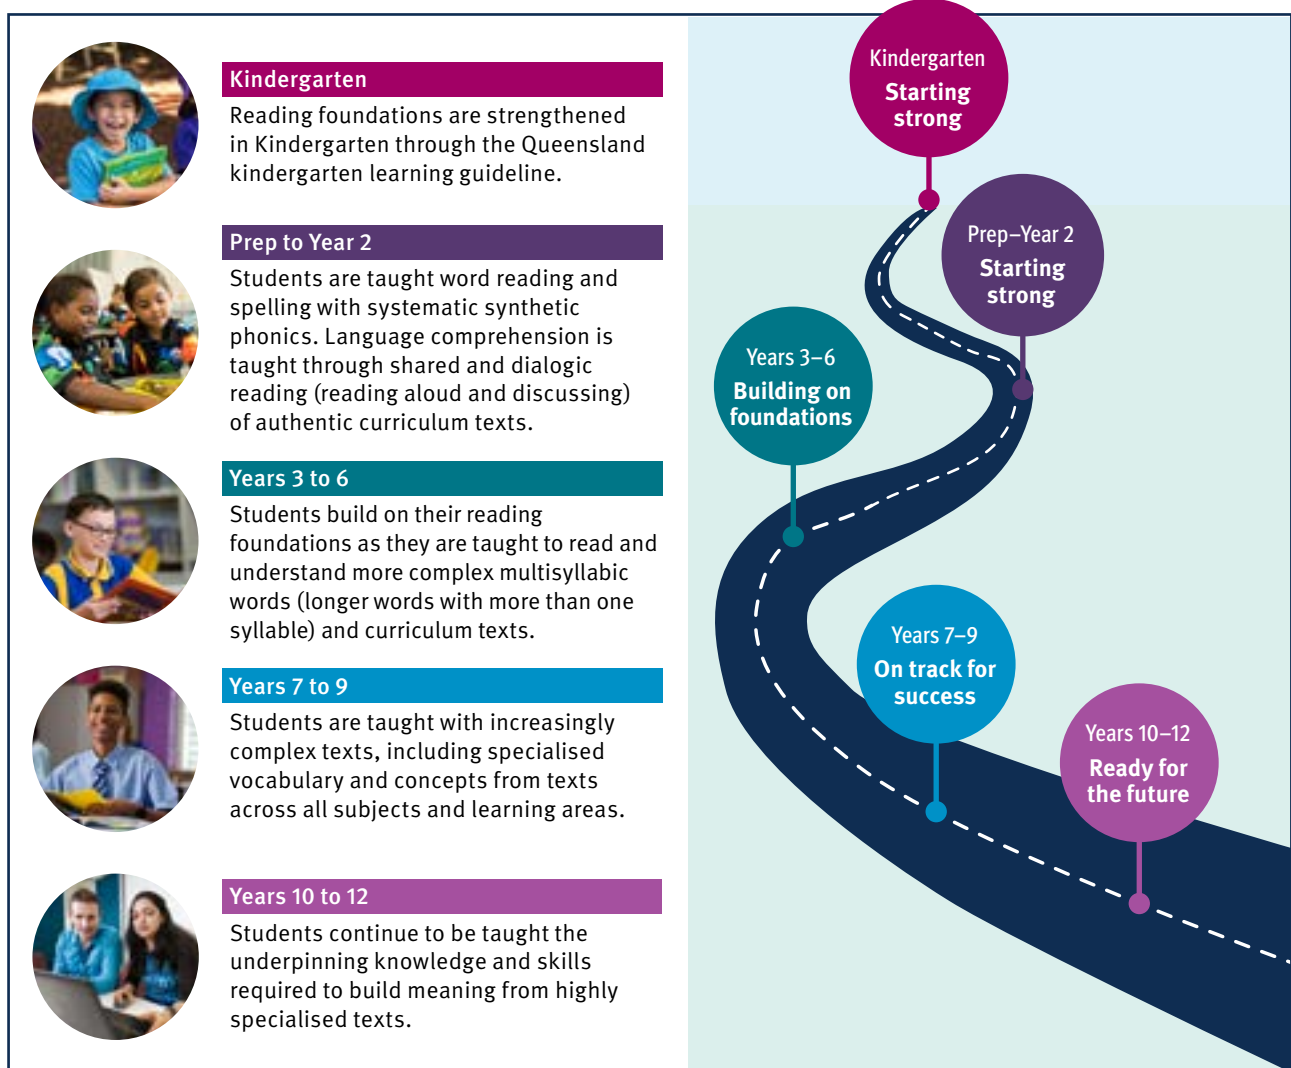 Kindergarten
Reading foundations are strengthened
in Kindergarten through the Queensland
kindergarten learning guideline.
Prep to Year 2
Students are taught word reading and
spelling with systematic synthetic
phonics. Language comprehension is
taught through shared and dialogic
reading (reading aloud and discussing)
of authentic curriculum texts.
Years 3 to 6
Students build on their reading
foundations as they are taught to read and
understand more complex multisyllabic
words (longer words with more than one
syllable) and curriculum texts.
Years 7 to 9
Students are taught with increasingly
complex texts, including specialised
vocabulary and concepts from texts
across all subjects and learning areas.
Years 10 to 12
Students continue to be taught the
underpinning knowledge and skills
required to build meaning from highly
specialised texts.
Kindergarten
Starting
strong
Prep–Year 2
Starting
strong
Years 3–6
Building on
foundations
Years 7–9
On track for
success
Years 10–12
Ready for
the future